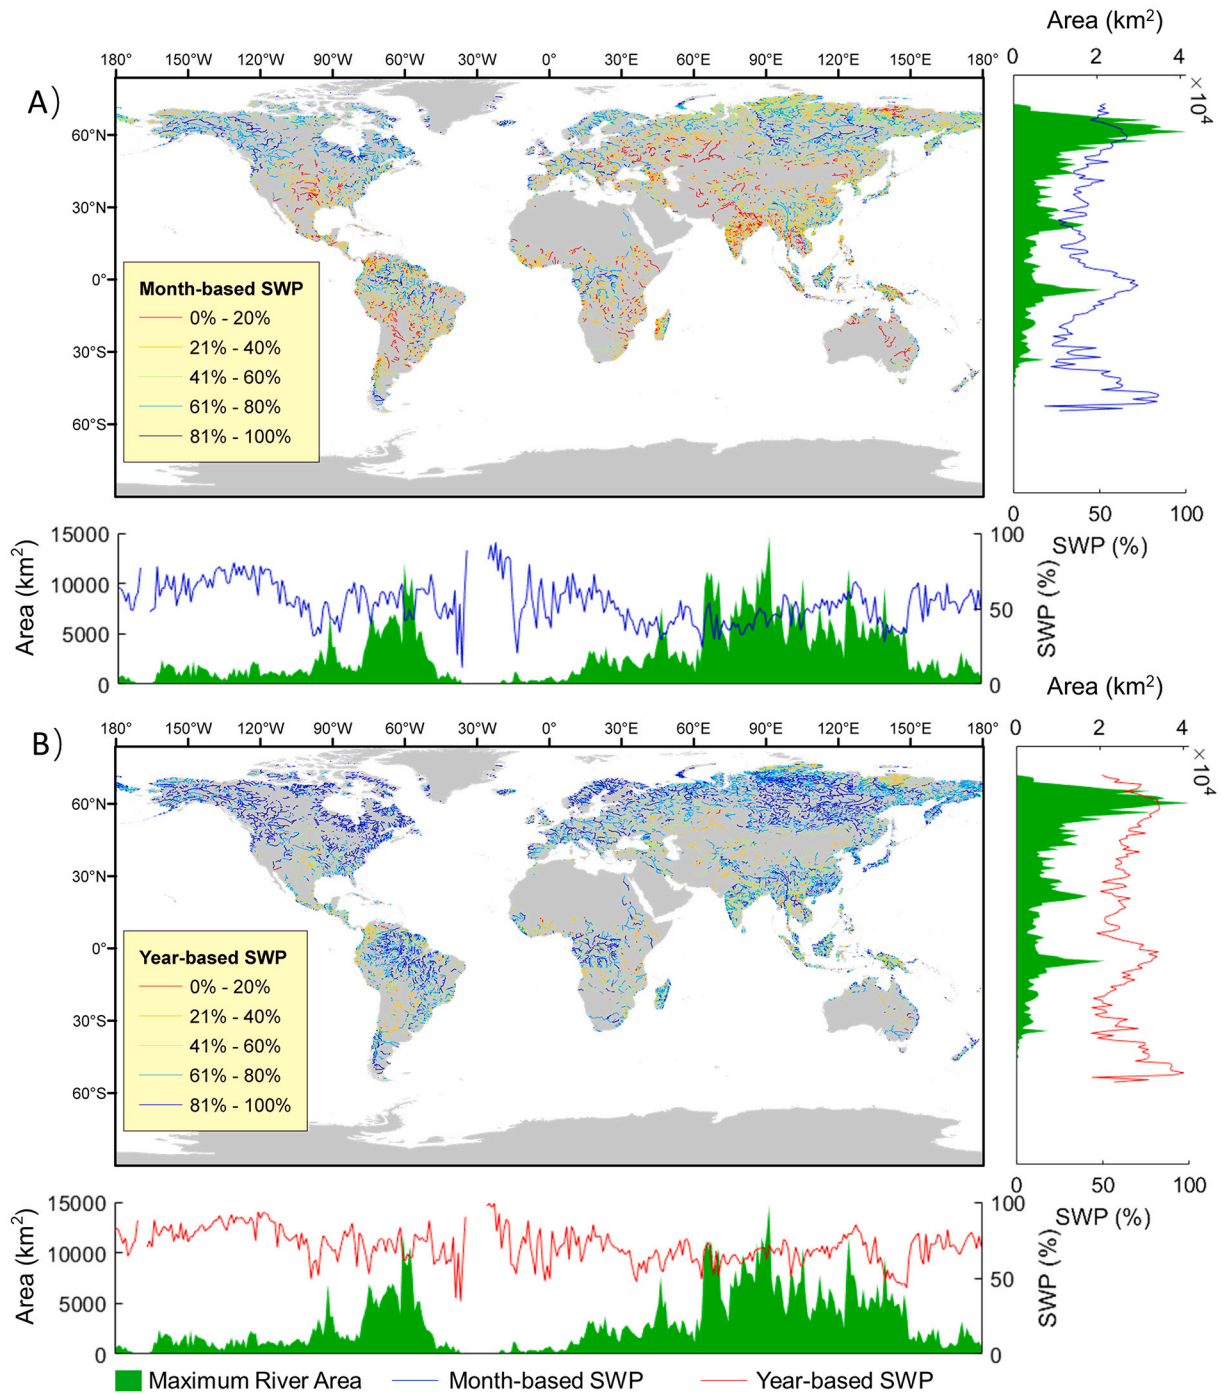 Area (km²)
0 2 4
×10⁴
A)
180° 150°W 120°W 90°W 60°W 30°W 0° 30°E 60°E 90°E 120°E 150°E 180°
60°N
30°N
0°
30°S
60°S
Month-based SWP
0% - 20%
21% - 40%
41% - 60%
61% - 80%
81% - 100%
0 50 100
SWP (%)
Area (km²)
15000
10000
5000
0
100
50
0
SWP (%)
Area (km²)
0 2 4
×10⁴
B)
180° 150°W 120°W 90°W 60°W 30°W 0° 30°E 60°E 90°E 120°E 150°E 180°
60°N
30°N
0°
30°S
60°S
Year-based SWP
0% - 20%
21% - 40%
41% - 60%
61% - 80%
81% - 100%
0 50 100
SWP (%)
Area (km²)
15000
10000
5000
0
100
50
0
SWP (%)
Maximum River Area Month-based SWP Year-based SWP